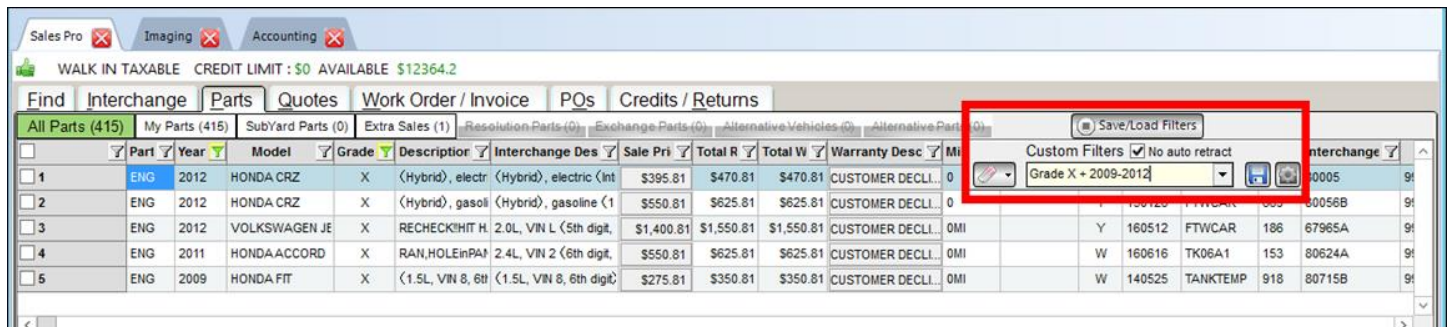 Sales Pro Imaging Accounting
WALK IN TAXABLE CREDIT LIMIT : $0 AVAILABLE $12364.2
Find Interchange Parts Quotes Work Order / Invoice POs Credits / Returns
All Parts (415) My Parts (415) SubYard Parts (0) Extra Sales (1) Resolution Parts (0) Exchange Parts (0) Alternative Vehicles (0) Alternative Parts (0) Save/Load Filters
Part Year Model Grade Description Interchange Des Sale Pri Total R Total W Warranty Desc Mi Custom Filters No auto retract nterchange
1 ENG 2012 HONDA CRZ (Hybrid), electr (Hybrid), electric (Int $395.81 $470.81 $470.81 CUSTOMER DECLI... 0 Grade X + 2009-2012 80005
2 ENG 2012 HONDA CRZ X (Hybrid), gasoli (Hybrid), gasoline (1 $550.81 $625.81 $625.81 CUSTOMER DECLI... 0 80056B
3 ENG 2012 VOLKSWAGEN JE X RECHECK!!HIT H. 2.0L, VIN L (5th digit, $1,400.81 $1,550.81 $1,550.81 CUSTOMER DECLI... 0MI Y 160512 FTWCAR 186 67965A
4 ENG 2011 HONDA ACCORD X RAN,HOLEinPAN 2.4L, VIN 2 (6th digit, $550.81 $625.81 $625.81 CUSTOMER DECLI... 0MI W 160616 TK06A1 153 80624A
5 ENG 2009 HONDA FIT X (1.5L, VIN 8, 6th (1.5L, VIN 8, 6th digit) $275.81 $350.81 $350.81 CUSTOMER DECLI... 0MI W 140525 TANKTEMP 918 80715B